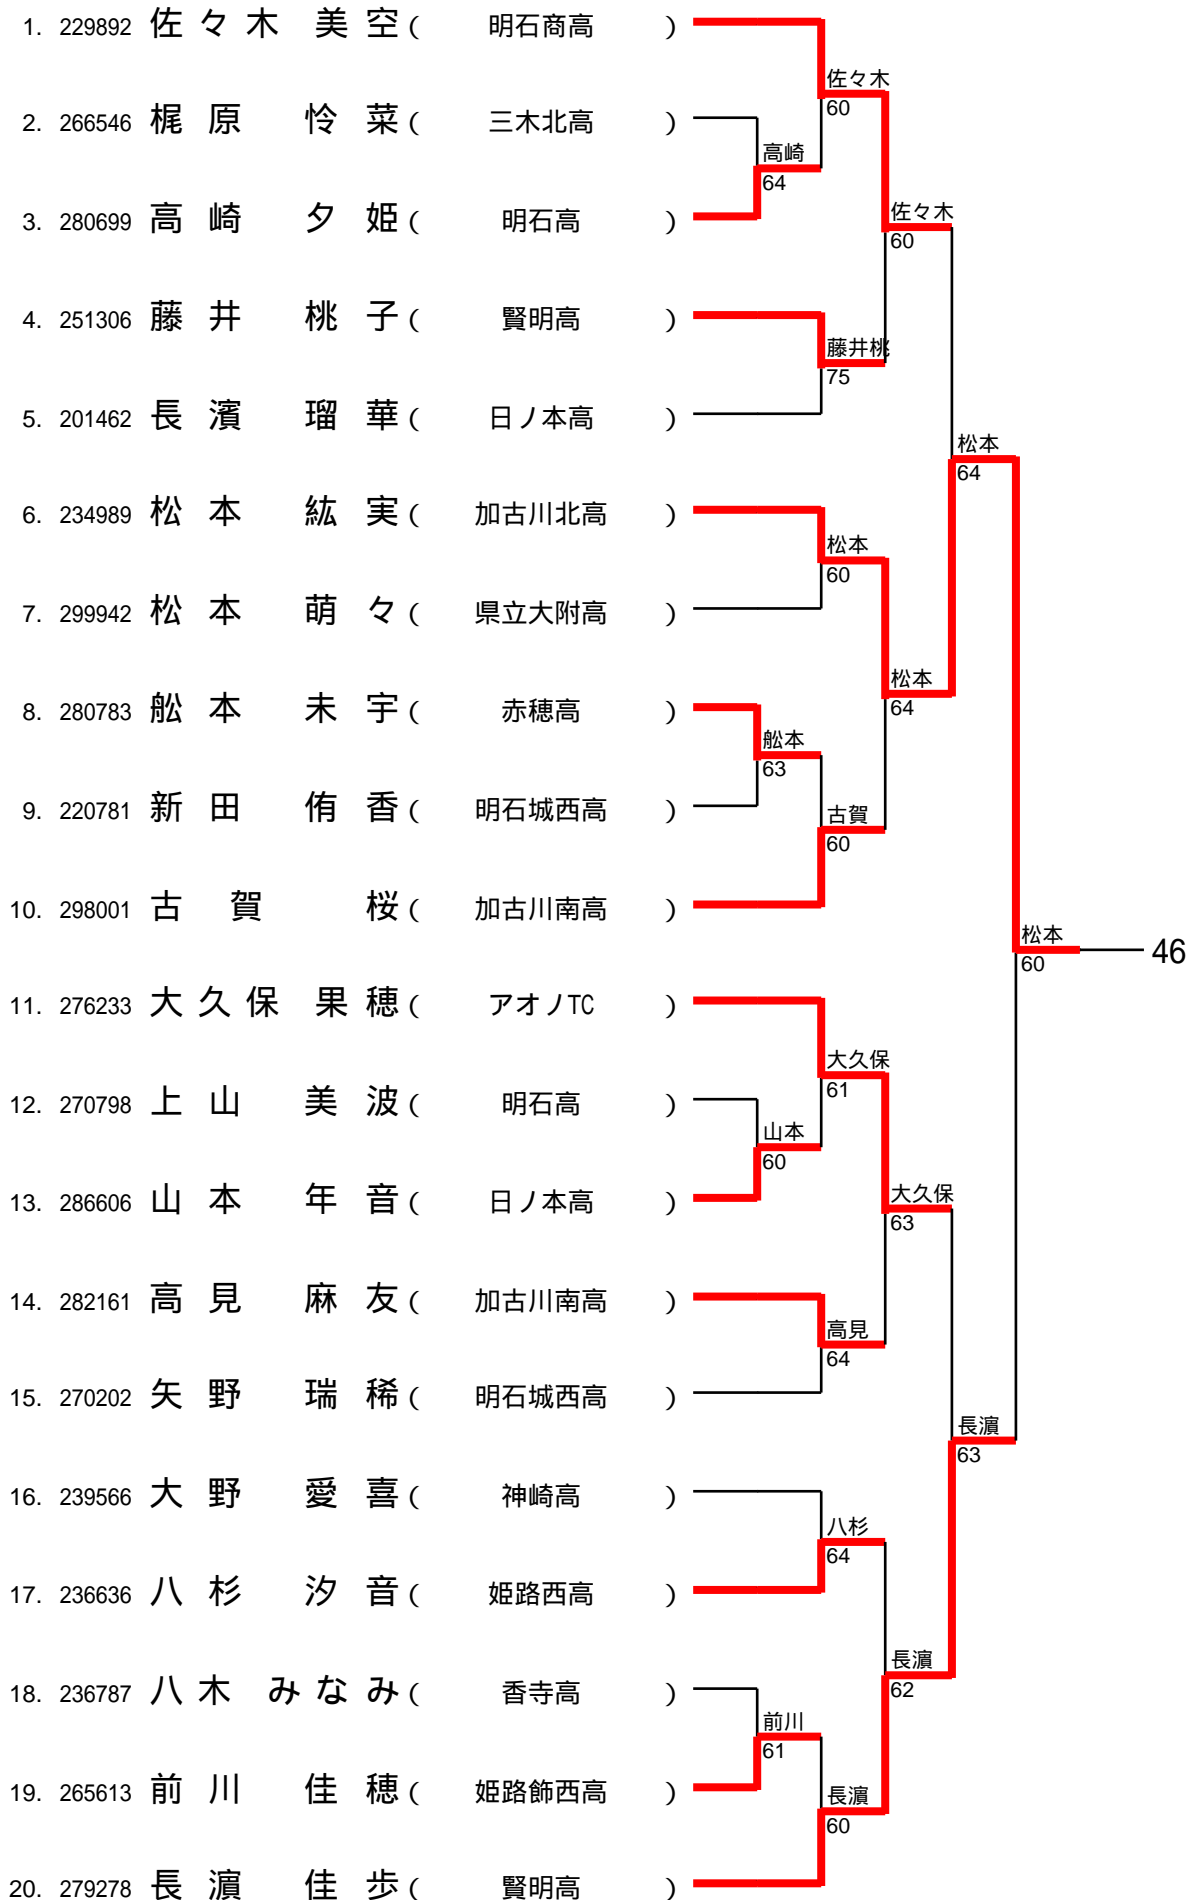 1. 229892 佐々木 美空 ( 明石商高 )
佐々木
60
2. 266546 梶原 怜菜 ( 三木北高 )
高崎
64
3. 280699 高崎 夕姫 ( 明石高 )
佐々木
60
4. 251306 藤井 桃子 ( 賢明高 )
藤井桃
75
5. 201462 長濱 瑠華 ( 日ノ本高 )
松本
64
6. 234989 松本 紘実 ( 加古川北高 )
松本
60
7. 299942 松本 萌々 ( 県立大附高 )
松本
64
8. 280783 舩本 未宇 ( 赤穂高 )
舩本
63
9. 220781 新田 侑香 ( 明石城西高 )
古賀
60
10. 298001 古賀 桜 ( 加古川南高 )
松本
60
46
11. 276233 大久保 果穂 ( アオノTC )
大久保
61
12. 270798 上山 美波 ( 明石高 )
山本
60
13. 286606 山本 年音 ( 日ノ本高 )
大久保
63
14. 282161 高見 麻友 ( 加古川南高 )
高見
64
15. 270202 矢野 瑞稀 ( 明石城西高 )
長濵
63
16. 239566 大野 愛喜 ( 神崎高 )
八杉
64
17. 236636 八杉 汐音 ( 姫路西高 )
長濵
62
18. 236787 八木 みなみ ( 香寺高 )
前川
61
19. 265613 前川 佳穂 ( 姫路飾西高 )
長濵
60
20. 279278 長濵 佳歩 ( 賢明高 )